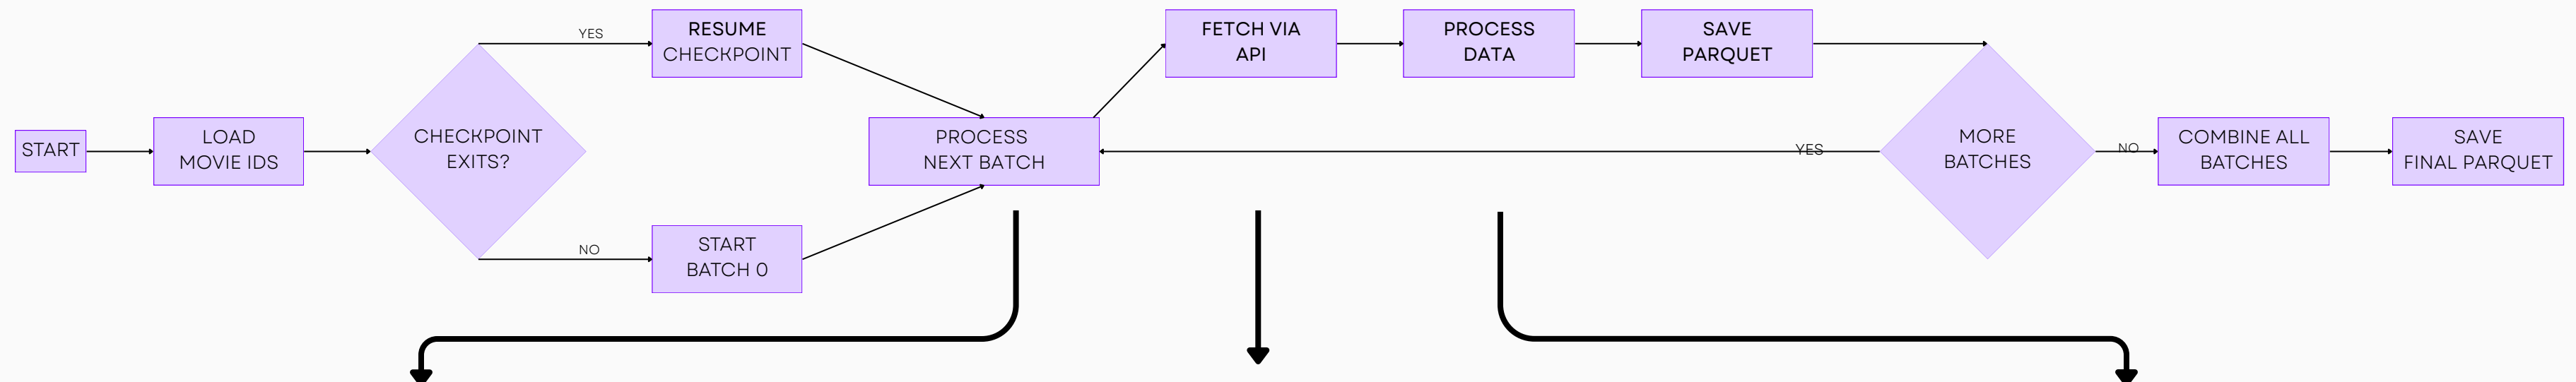 START
LOAD
MOVIE IDS
CHECKPOINT
EXITS?
YES
RESUME
CHECKPOINT
NO
START
BATCH 0
PROCESS
NEXT BATCH
FETCH VIA
API
PROCESS
DATA
SAVE
PARQUET
MORE
BATCHES
YES
NO
COMBINE ALL
BATCHES
SAVE
FINAL PARQUET